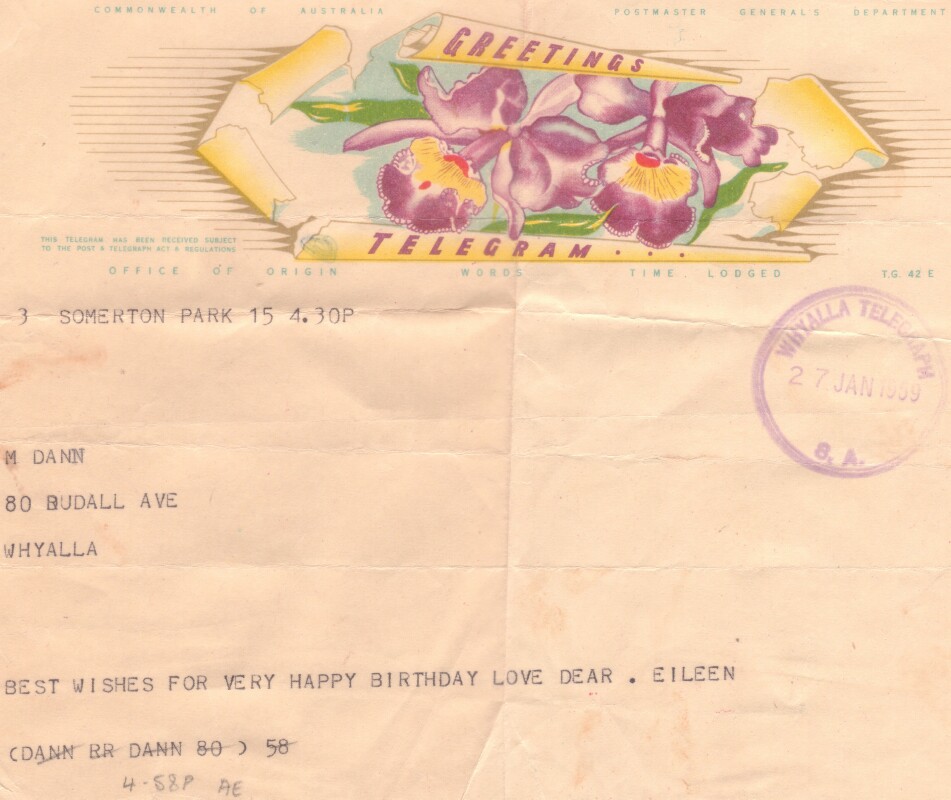 COMMONWEALTH OF AUSTRALIA POSTMASTER GENERAL'S DEPARTMENT
GREETINGS
TELEGRAM . . .
THIS TELEGRAM HAS BEEN RECEIVED SUBJECT
TO THE POST & TELEGRAPH ACT & REGULATIONS
OFFICE OF ORIGIN WORDS TIME LODGED T.G. 42 E
3 SOMERTON PARK 15 4.30P
WHYALLA TELEGRAPH
27 JAN 1959
S. A.
M DANN
80 RUDALL AVE
WHYALLA
BEST WISHES FOR VERY HAPPY BIRTHDAY LOVE DEAR . EILEEN
(DANN RR DANN 80 ) 58
4-58P AE